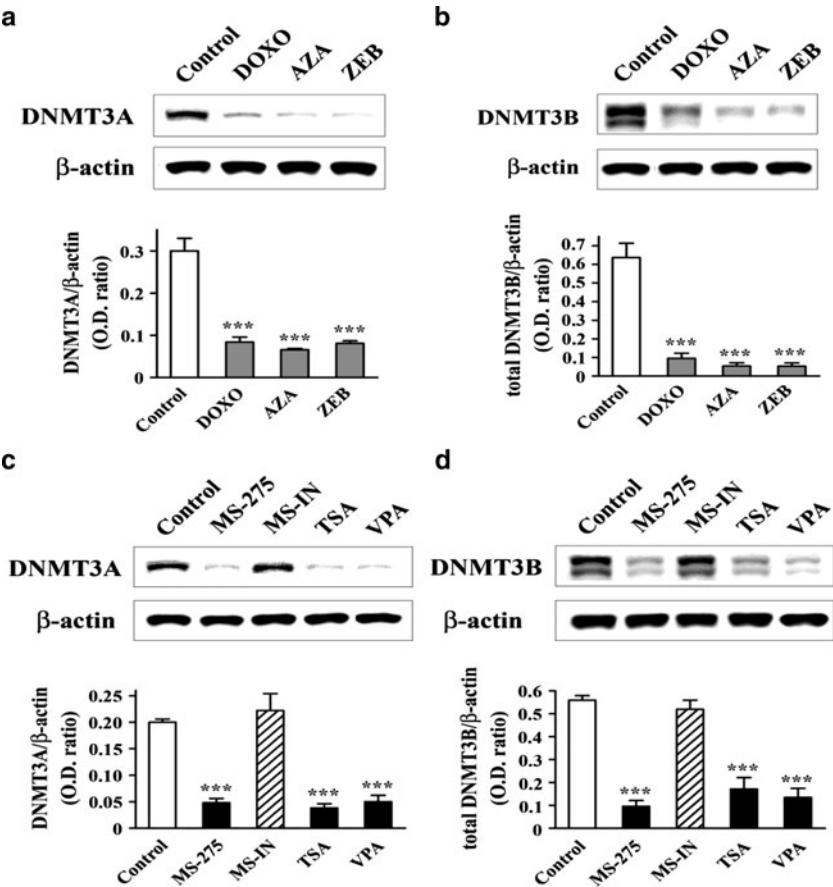 a
Control DOXO AZA ZEB
DNMT3A
β-actin
DNMT3A/β-actin
(O.D. ratio)
0.3
0.2
0.1
0
Control DOXO AZA ZEB
*** *** ***
b
Control DOXO AZA ZEB
DNMT3B
β-actin
total DNMT3B/β-actin
(O.D. ratio)
0.7
0.6
0.5
0.4
0.3
0.2
0.1
0
Control DOXO AZA ZEB
*** *** ***
c
Control MS-275 MS-IN TSA VPA
DNMT3A
β-actin
DNMT3A/β-actin
(O.D. ratio)
0.25
0.20
0.15
0.10
0.05
0
Control MS-275 MS-IN TSA VPA
*** *** ***
d
Control MS-275 MS-IN TSA VPA
DNMT3B
β-actin
total DNMT3B/β-actin
(O.D. ratio)
0.6
0.5
0.4
0.3
0.2
0.1
0
Control MS-275 MS-IN TSA VPA
*** *** ***